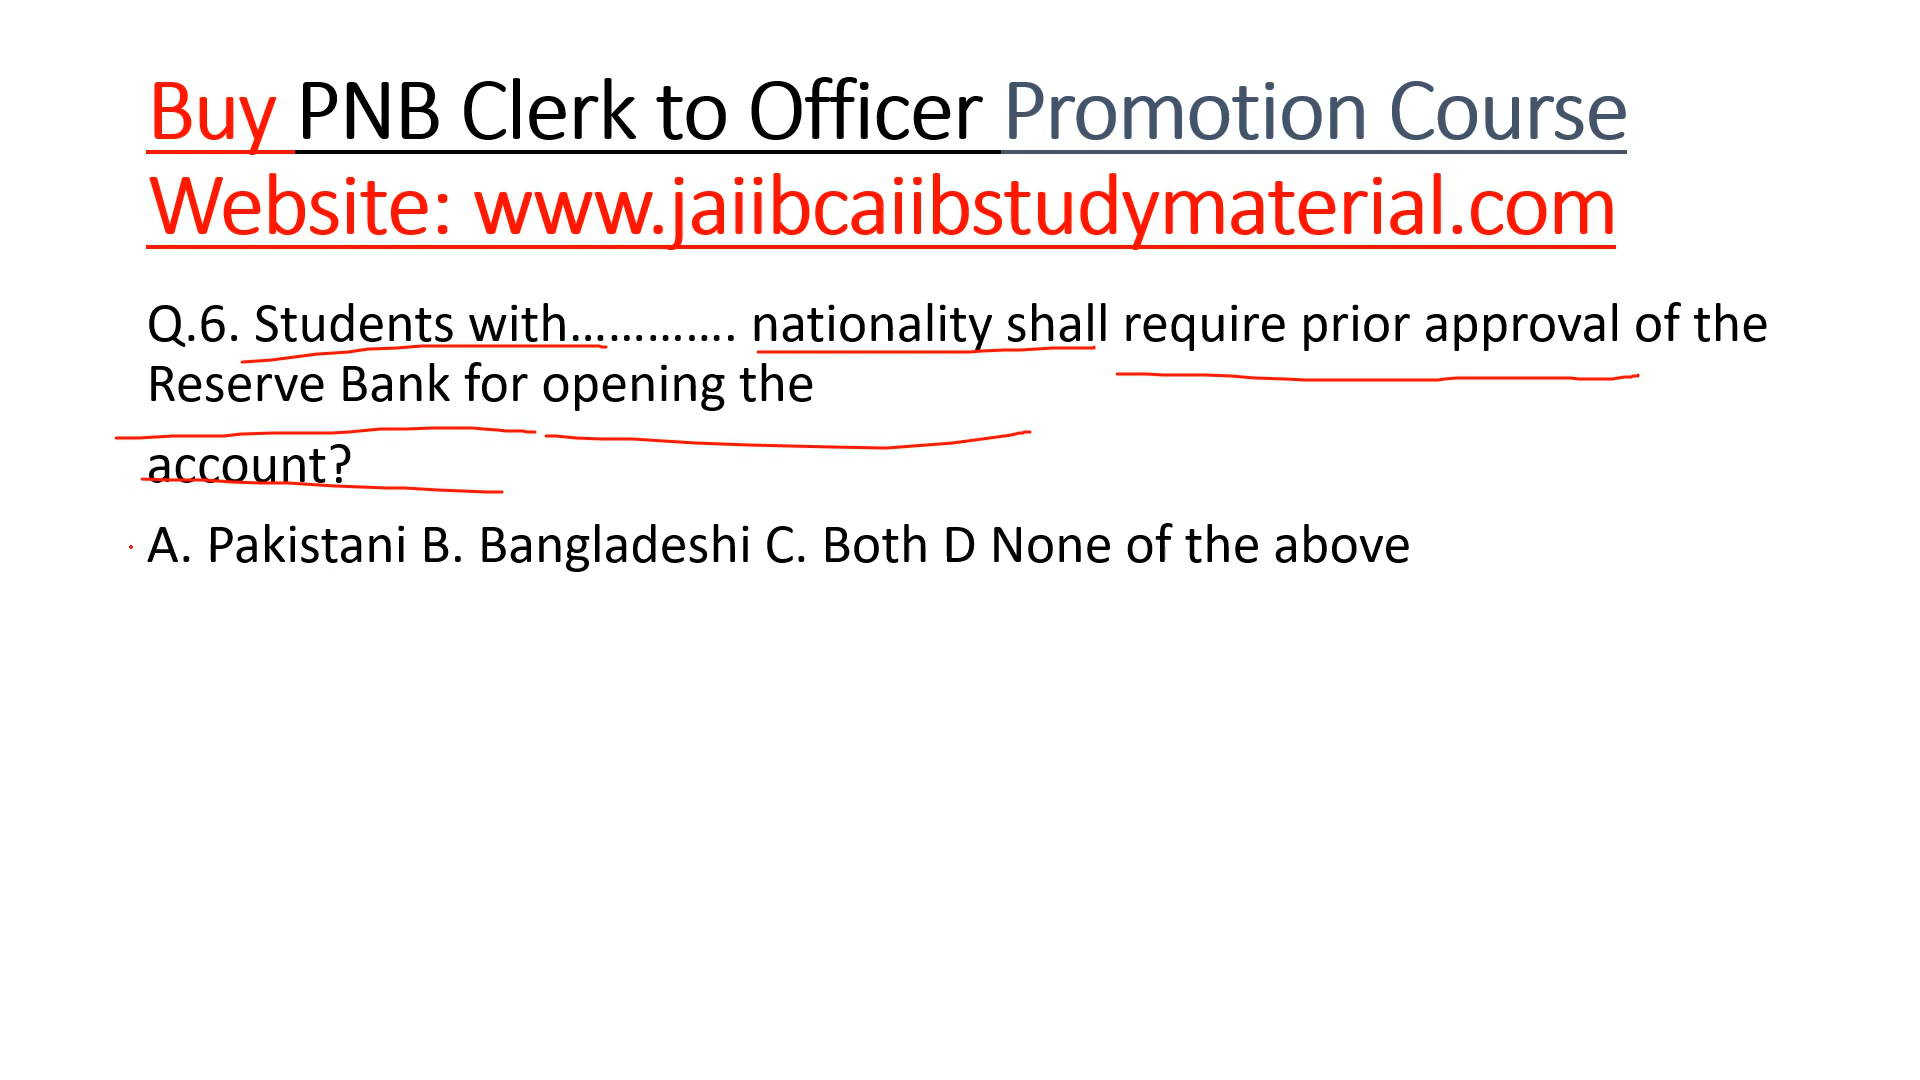 Buy PNB Clerk to Officer Promotion Course
Website: www.jaiibcaiibstudymaterial.com
Q.6. Students with............. nationality shall require prior approval of the
Reserve Bank for opening the
account?
A. Pakistani B. Bangladeshi C. Both D None of the above